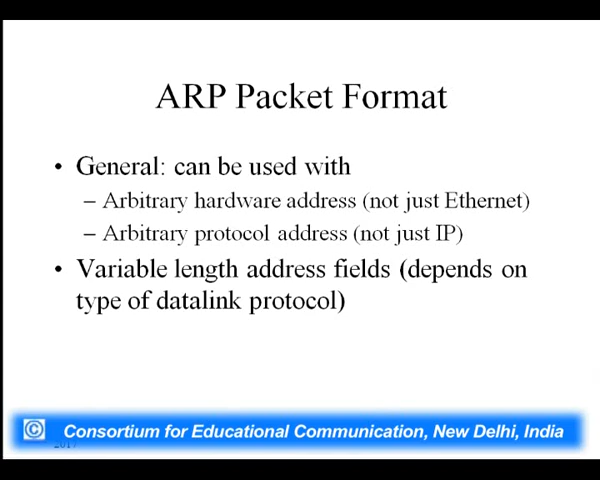 ARP Packet Format
• General: can be used with
– Arbitrary hardware address (not just Ethernet)
– Arbitrary protocol address (not just IP)
• Variable length address fields (depends on
type of datalink protocol)
© Consortium for Educational Communication, New Delhi, India